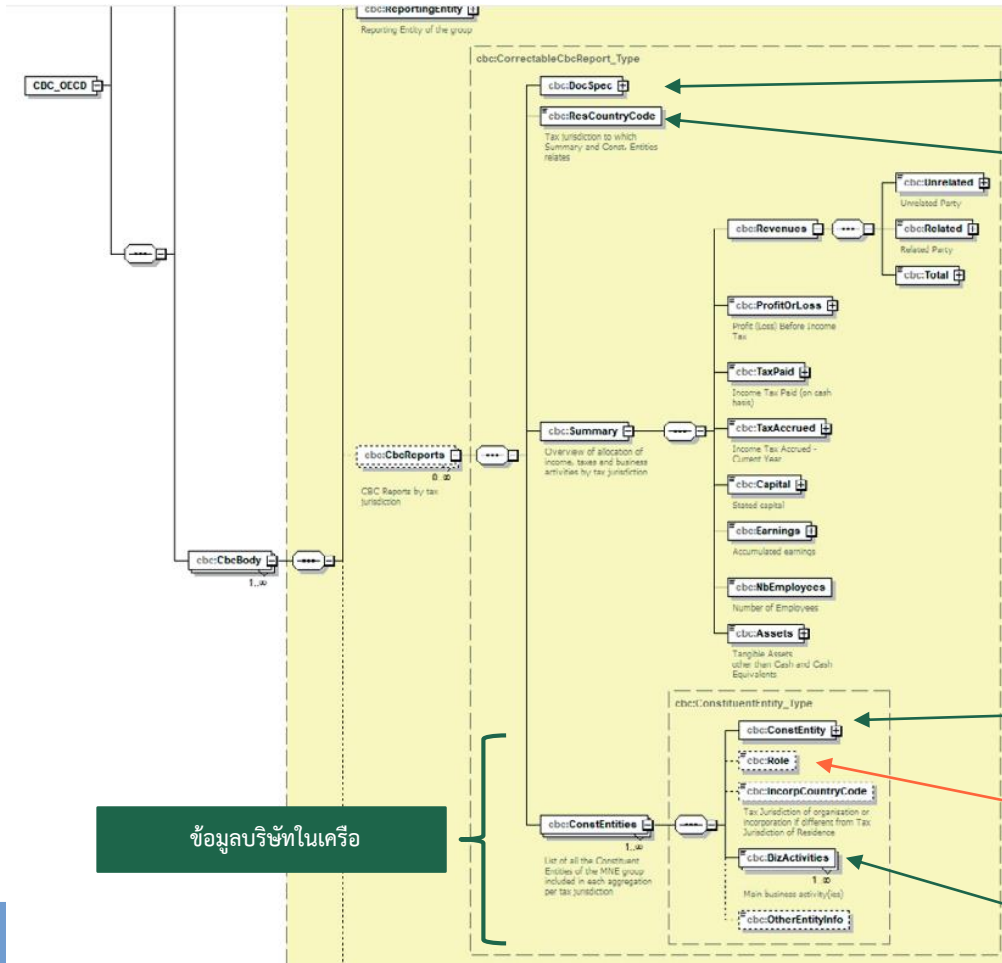 cbc:ReportingEntity
Reporting Entity of the group
cbc:CorrectableCbcReport_Type
CBC_OECD
cbc:DocSpec
cbc:ResCountryCode
Tax Jurisdiction to which
Summary and Const. Entities
relates
cbc:Unrelated
Unrelated Party
cbc:Revenues
cbc:Related
Related Party
cbc:Total
cbc:ProfitOrLoss
Profit (Loss) Before Income
Tax
cbc:TaxPaid
Income Tax Paid (on cash
basis)
cbc:Summary
Overview of allocation of
income, taxes and business
activities by tax jurisdiction
cbc:TaxAccrued
Income Tax Accrued -
Current Year
cbc:CbcReports
0..∞
CBC Reports by tax
jurisdiction
cbc:Capital
Stated capital
cbc:Earnings
Accumulated earnings
cbc:CbcBody
1..∞
cbc:NbEmployees
Number of Employees
cbc:Assets
Tangible Assets
other than Cash and Cash
Equivalents
cbc:ConstituentEntity_Type
cbc:ConstEntity
cbc:Role
cbc:IncorpCountryCode
Tax Jurisdiction of organisation or
incorporation if different from Tax
Jurisdiction of Residence
ข้อมูลบริษัทในเครือ
cbc:ConstEntities
1..∞
List of all the Constituent
Entities of the MNE group
included in each aggregation
per tax jurisdiction
cbc:BizActivities
1..∞
Main business activity(ies)
cbc:OtherEntityInfo